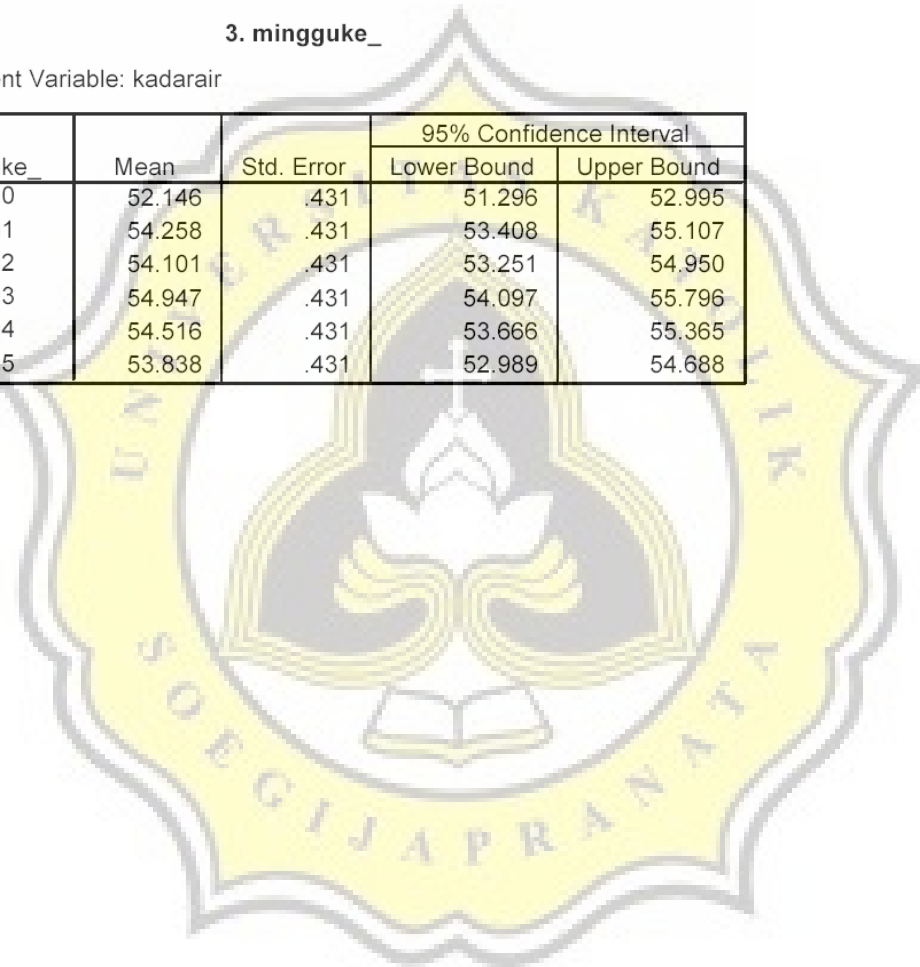 3. mingguke_
nt Variable: kadarair
95% Confidence Interval
ke_ Mean Std. Error Lower Bound Upper Bound
0 52.146 .431 51.296 52.995
1 54.258 .431 53.408 55.107
2 54.101 .431 53.251 54.950
3 54.947 .431 54.097 55.796
4 54.516 .431 53.666 55.365
5 53.838 .431 52.989 54.688
UNIVERSITAS KATOLIK
SOEGIJAPRANATA